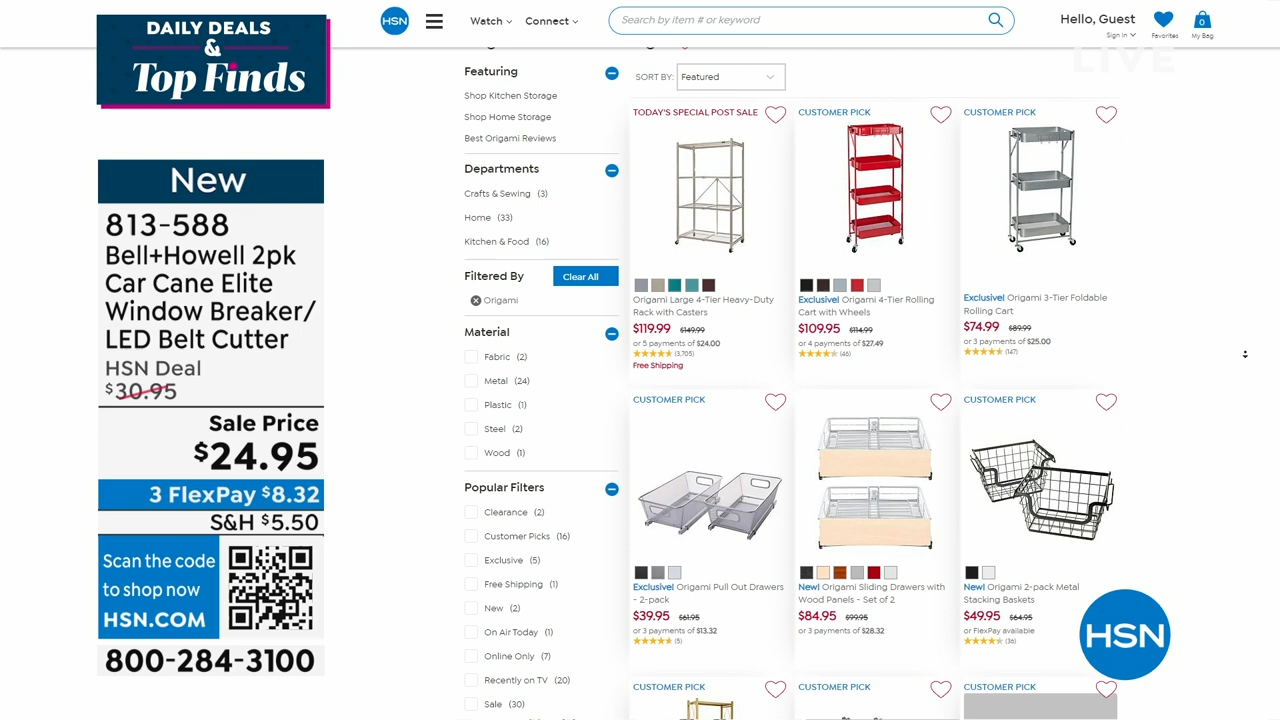 DAILY DEALS
&
Top Finds
New
813-588
Bell+Howell 2pk
Car Cane Elite
Window Breaker/
LED Belt Cutter
HSN Deal
$30.95
Sale Price
$24.95
3 FlexPay $8.32
S&H $5.50
Scan the code
to shop now
HSN.COM
800-284-3100
HSN
Watch
Connect
Search by item # or keyword
Hello, Guest
Sign In
Favorites
0
My Bag
LIVE
Featuring
Shop Kitchen Storage
Shop Home Storage
Best Origami Reviews
Departments
Crafts & Sewing (3)
Home (33)
Kitchen & Food (16)
Filtered By
Clear All
Origami
Material
Fabric (2)
Metal (24)
Plastic (1)
Steel (2)
Wood (1)
Popular Filters
Clearance (2)
Customer Picks (16)
Exclusive (5)
Free Shipping (1)
New (2)
On Air Today (1)
Online Only (7)
Recently on TV (20)
Sale (30)
SORT BY: Featured
TODAY'S SPECIAL POST SALE
Origami Large 4-Tier Heavy-Duty
Rack with Casters
$119.99 $149.99
or 5 payments of $24.00
(3,705)
Free Shipping
CUSTOMER PICK
Exclusive! Origami 4-Tier Rolling
Cart with Wheels
$109.95 $114.99
or 4 payments of $27.49
(46)
CUSTOMER PICK
Exclusive! Origami 3-Tier Foldable
Rolling Cart
$74.99 $89.99
or 3 payments of $25.00
(147)
CUSTOMER PICK
Exclusive! Origami Pull Out Drawers
- 2-pack
$39.95 $61.95
or 3 payments of $13.32
(5)
New! Origami Sliding Drawers with
Wood Panels - Set of 2
$84.95 $99.95
or 3 payments of $28.32
CUSTOMER PICK
New! Origami 2-pack Metal
Stacking Baskets
$49.95 $64.95
or FlexPay available
(36)
CUSTOMER PICK
CUSTOMER PICK
CUSTOMER PICK
HSN